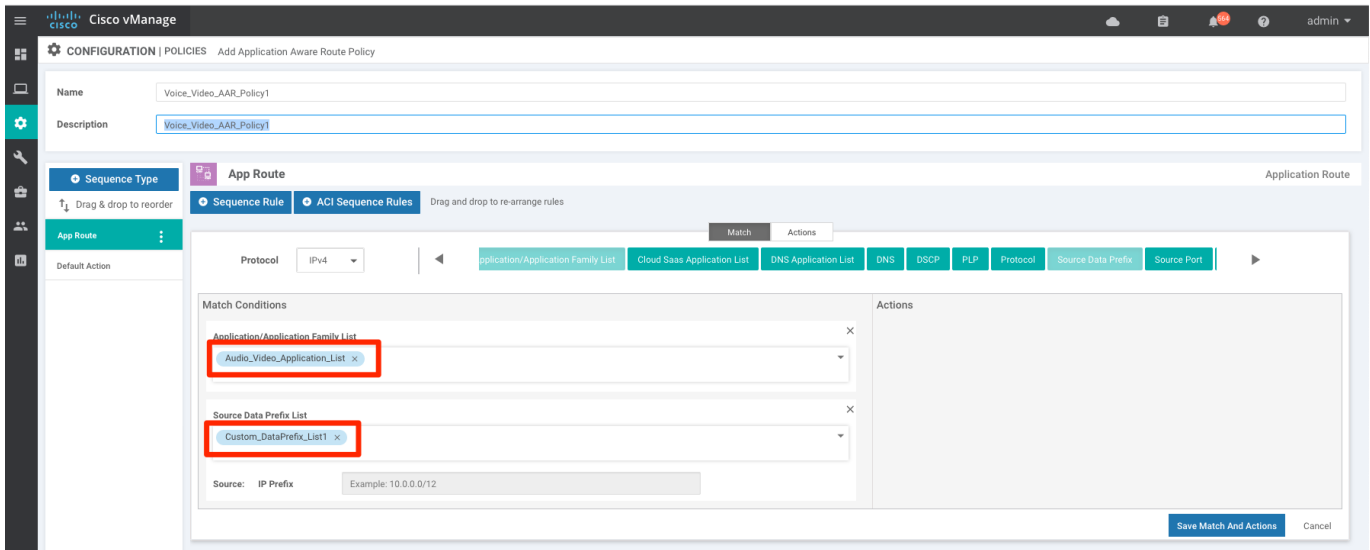 cisco Cisco vManage 564 admin
CONFIGURATION | POLICIES Add Application Aware Route Policy
Name Voice_Video_AAR_Policy1
Description Voice_Video_AAR_Policy1
Sequence Type
Drag & drop to reorder
App Route
Default Action
App Route Application Route
Sequence Rule ACI Sequence Rules Drag and drop to re-arrange rules
Match Actions
Protocol IPv4 pplication/Application Family List Cloud Saas Application List DNS Application List DNS DSCP PLP Protocol Source Data Prefix Source Port
Match Conditions Actions
Application/Application Family List
Audio_Video_Application_List ×
Source Data Prefix List
Custom_DataPrefix_List1 ×
Source: IP Prefix Example: 10.0.0.0/12
Save Match And Actions Cancel